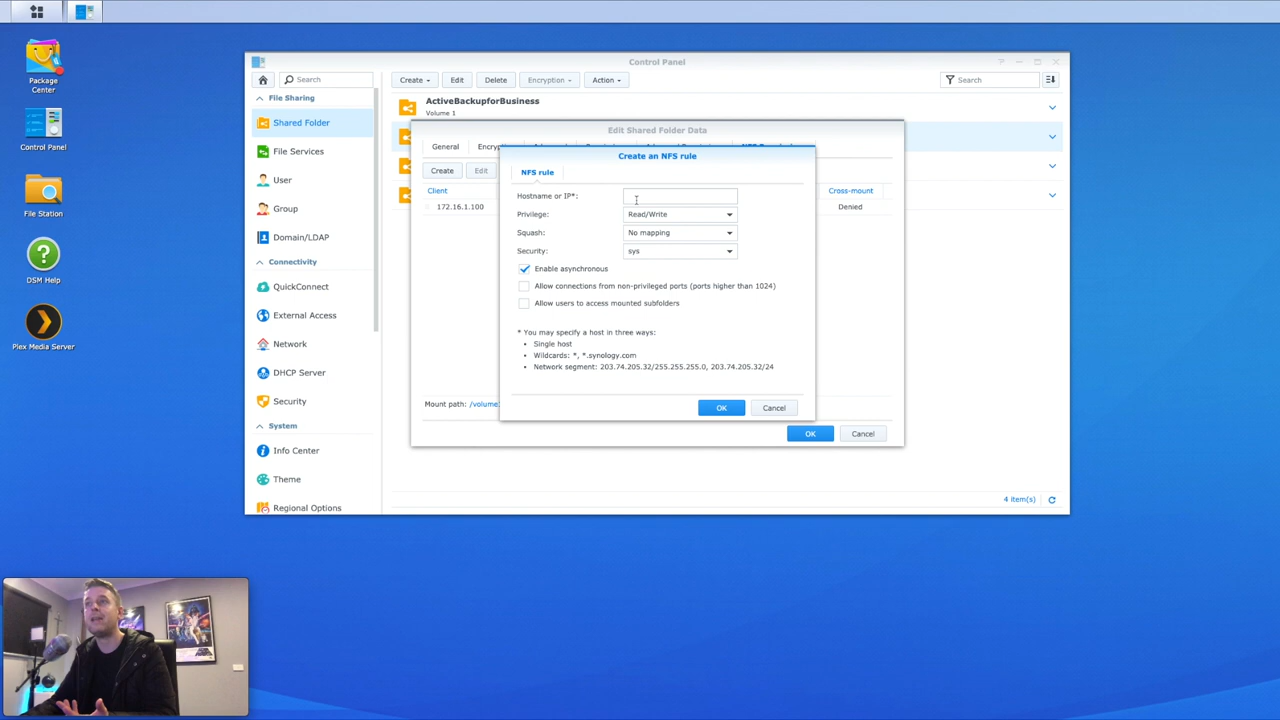 Control Panel
Search
Create
Edit
Delete
Encryption
Action
Search
Package
Center
Control Panel
File Station
DSM Help
Plex Media Server
File Sharing
Shared Folder
File Services
User
Group
Domain/LDAP
Connectivity
QuickConnect
External Access
Network
DHCP Server
Security
System
Info Center
Theme
Regional Options
ActiveBackupforBusiness
Volume 1
Edit Shared Folder Data
General
Create
Edit
Client
Cross-mount
172.16.1.100
Denied
Create an NFS rule
NFS rule
Hostname or IP*:
Privilege:
Read/Write
Squash:
No mapping
Security:
sys
Enable asynchronous
Allow connections from non-privileged ports (ports higher than 1024)
Allow users to access mounted subfolders
* You may specify a host in three ways:
• Single host
• Wildcards: *, *.synology.com
• Network segment: 203.74.205.32/255.255.255.0, 203.74.205.32/24
OK
Cancel
Mount path: /volume
OK
Cancel
4 item(s)